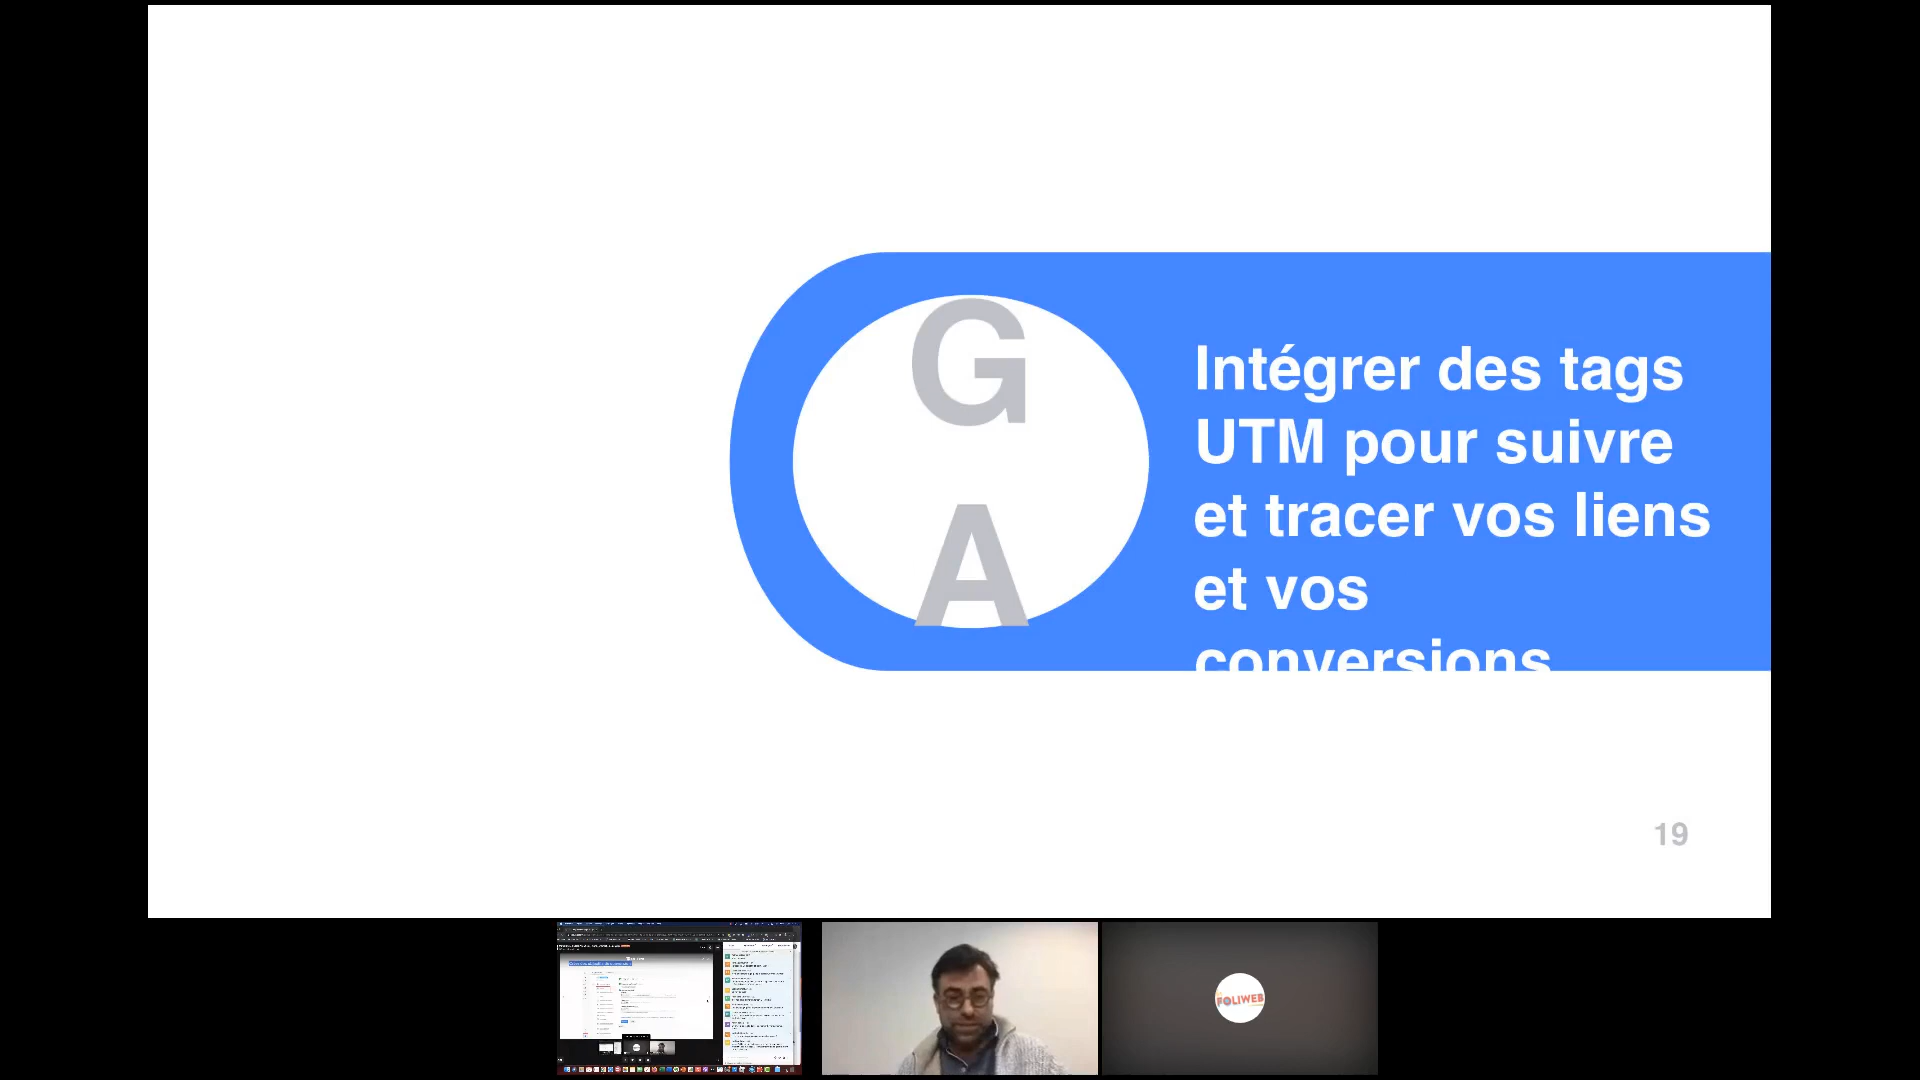 G
A
Intégrer des tags
UTM pour suivre
et tracer vos liens
et vos
conversions
19
FOLIWEB